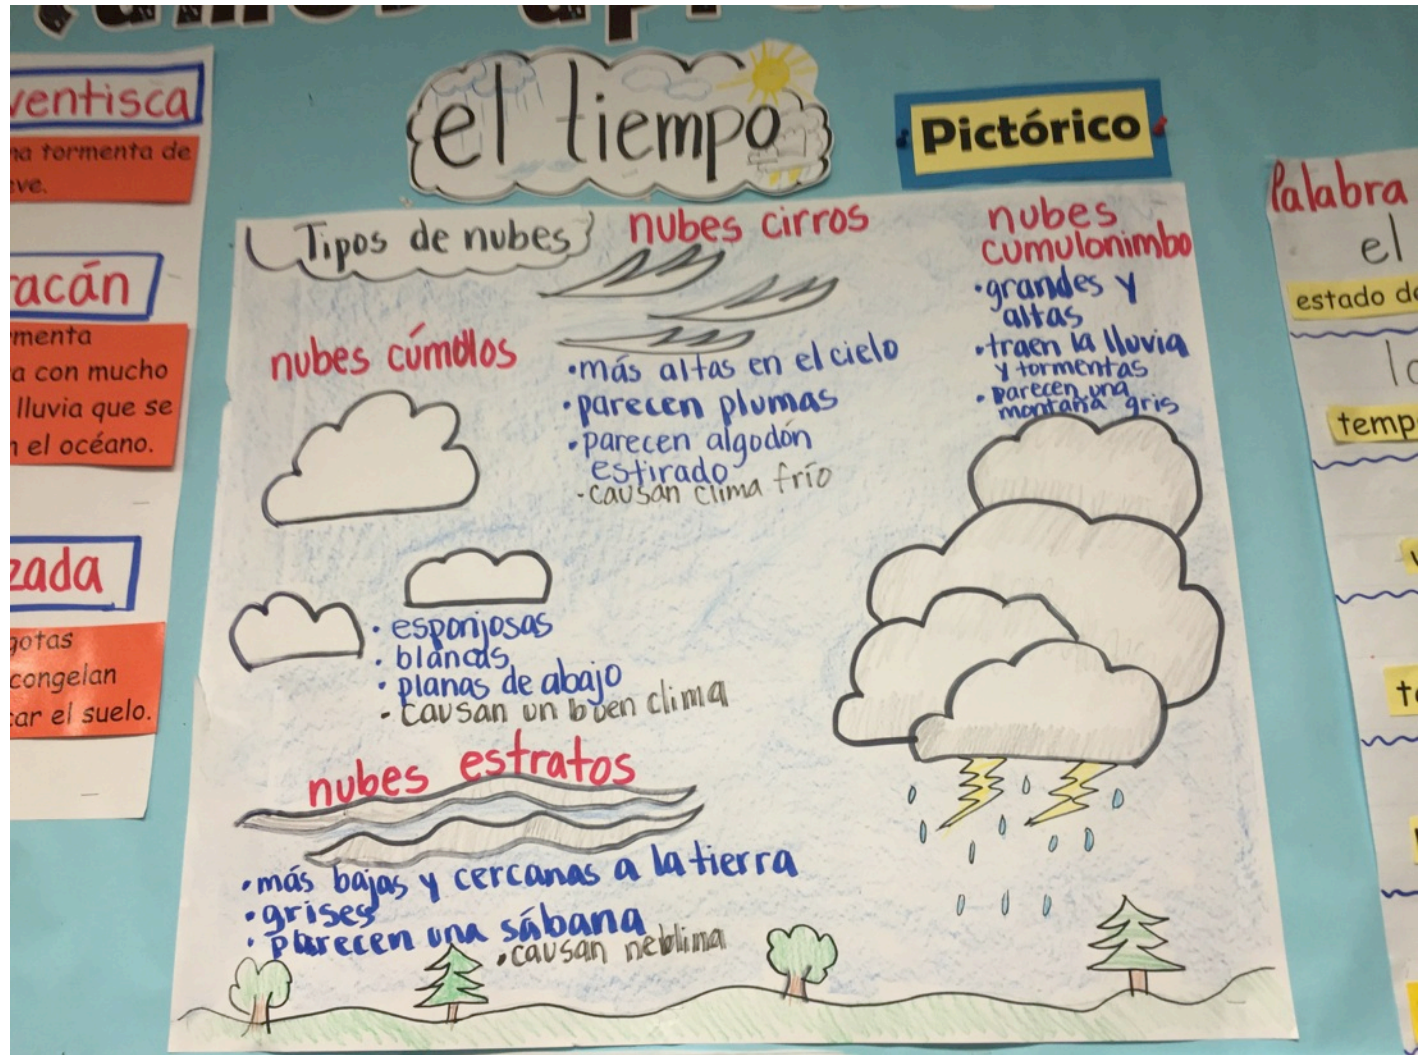 el tiempo
Pictórico
ventisca
tormenta de
acán
menta
a con mucho
lluvia que se
el océano.
zada
gotas
congelan
car el suelo.
Tipos de nubes
nubes cirros
más altas en el cielo
parecen plumas
parecen algodón
estirado
causan clima frío
nubes
cumulonimbo
grandes y
altas
traen la lluvia
y tormentas
parecen una
montaña gris
nubes cúmulos
esponjosas
blancas
planas de abajo
causan un buen clima
nubes estratos
más bajas y cercanas a la tierra
grises
parecen una sábana
causan neblima
Palabra
el
estado de
temp